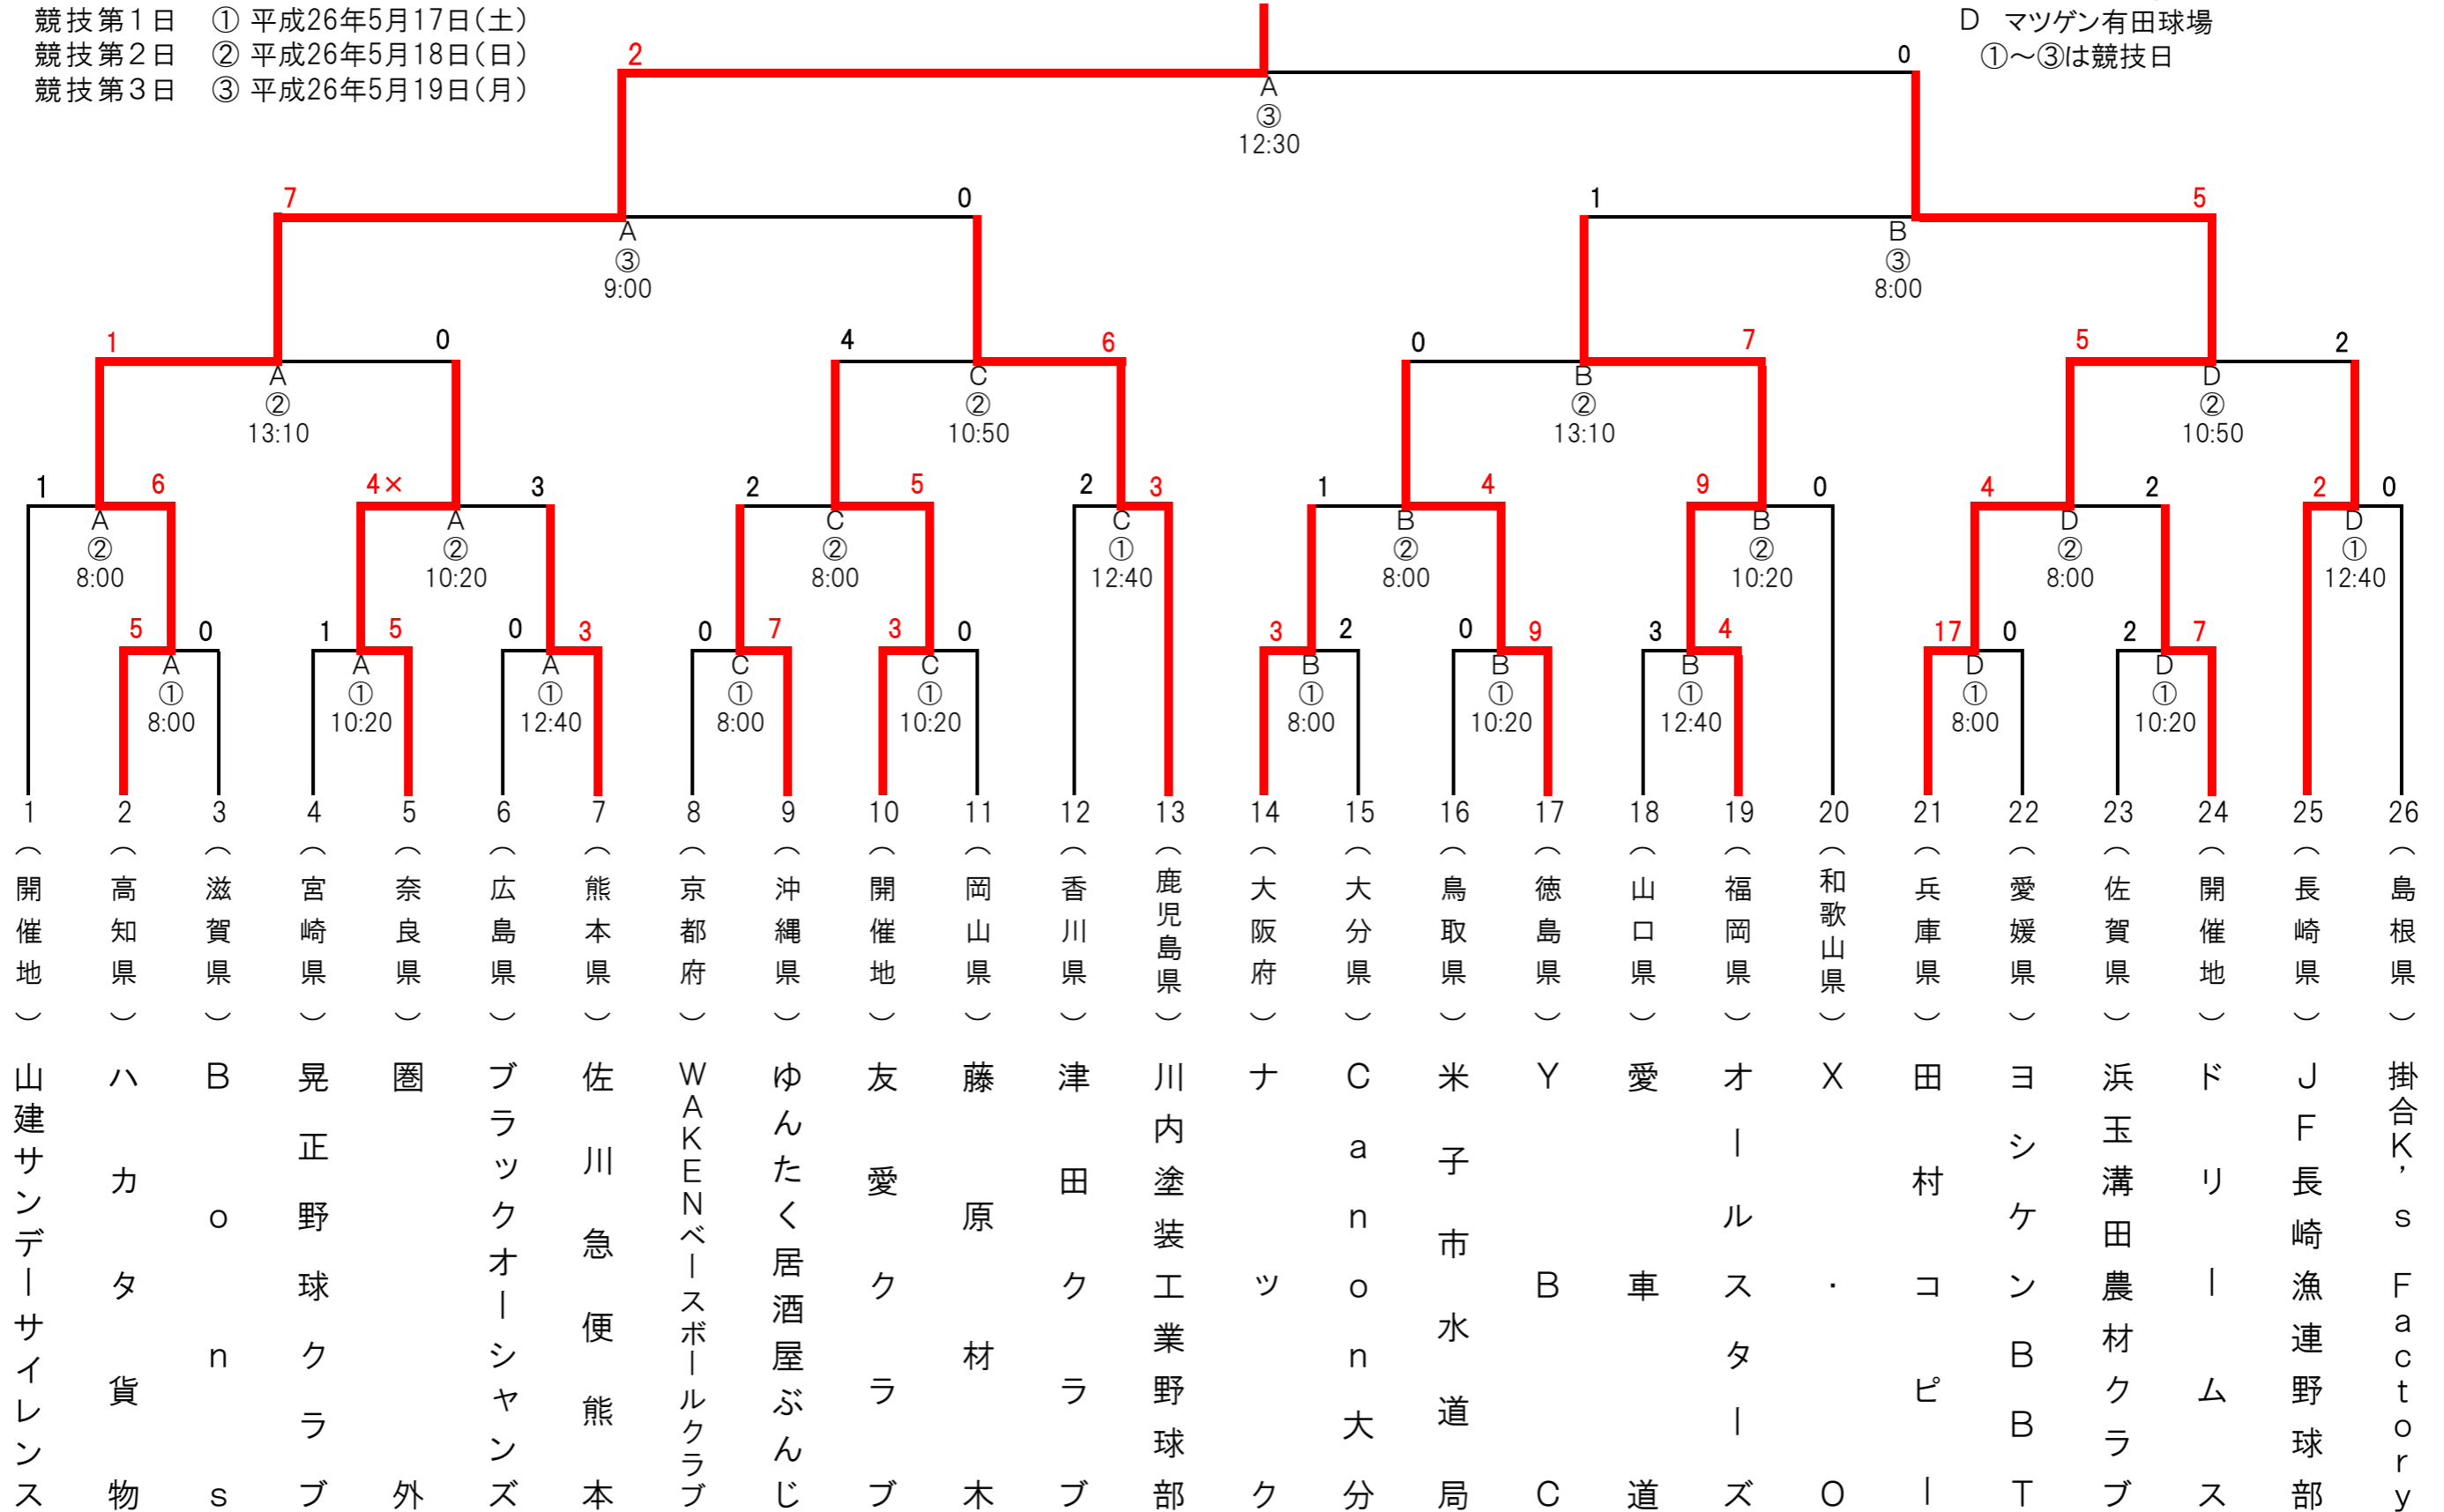 競技第1日 ① 平成26年5月17日(土)
競技第2日 ② 平成26年5月18日(日)
競技第3日 ③ 平成26年5月19日(月)
D マツゲン有田球場
①～③は競技日
2 0
A
③
12:30
7 0 1 5
A B
③ ③
9:00 8:00
1 0 4 6 0 7 5 2
A C B D
② ② ② ②
13:10 10:50 13:10 10:50
1 6 4× 3 2 5 2 3 1 4 9 0 4 2 2 0
A A C C B B D D
② ② ② ① ② ② ② ①
8:00 10:20 8:00 12:40 8:00 10:20 8:00 12:40
5 0 1 5 0 3 0 7 3 0 3 2 0 9 3 4 17 0 2 7
A A A C C B B B D D
① ① ① ① ① ① ① ① ① ①
8:00 10:20 12:40 8:00 10:20 8:00 10:20 12:40 8:00 10:20
1 (開催地) 山建サンデーサイレンス
2 (高知県) ハカタ貨物
3 (滋賀県) Bons
4 (宮崎県) 晃正野球クラブ
5 (奈良県) 圏外
6 (広島県) ブラックオーシャンズ
7 (熊本県) 佐川急便熊本
8 (京都府) WAKENベースボールクラブ
9 (沖縄県) ゆんたく居酒屋ぶんじ
10 (開催地) 友愛クラブ
11 (岡山県) 藤原材木
12 (香川県) 津田クラブ
13 (鹿児島県) 川内塗装工業野球部
14 (大阪府) ナック
15 (大分県) Canon大分
16 (鳥取県) 米子市水道局
17 (徳島県) YBC
18 (山口県) 愛車道
19 (福岡県) オールスターズ
20 (和歌山県) X・O
21 (兵庫県) 田村コピー
22 (愛媛県) ヨシケンBBT
23 (佐賀県) 浜玉溝田農材クラブ
24 (開催地) ドリームス
25 (長崎県) JF長崎漁連野球部
26 (島根県) 掛合K’s Factory